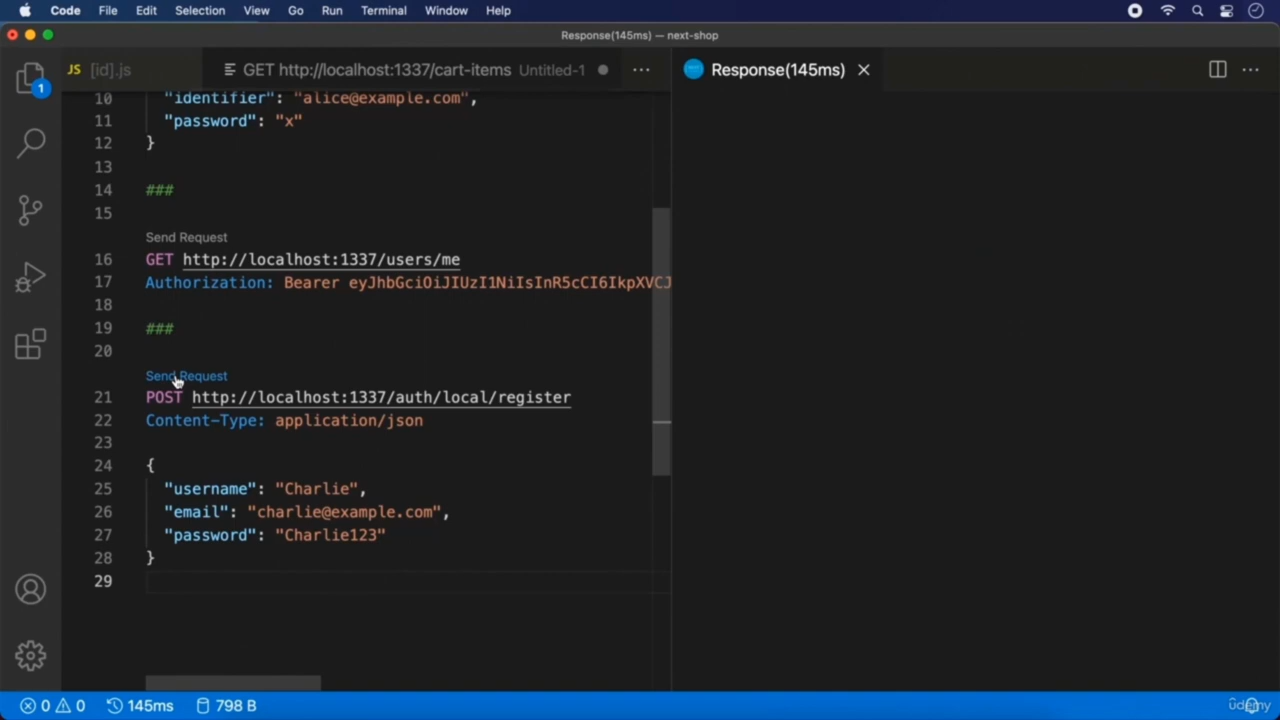 Code File Edit Selection View Go Run Terminal Window Help
Response(145ms) — next-shop
JS [id].js
GET http://localhost:1337/cart-items Untitled-1
Response(145ms)
1
10 "identifier": "alice@example.com",
11 "password": "x"
12 }
13
14 ###
15
Send Request
16 GET http://localhost:1337/users/me
17 Authorization: Bearer eyJhbGciOiJIUzI1NiIsInR5cCI6IkpXVCJ
18
19 ###
20
Send Request
21 POST http://localhost:1337/auth/local/register
22 Content-Type: application/json
23
24 {
25 "username": "Charlie",
26 "email": "charlie@example.com",
27 "password": "Charlie123"
28 }
29
0 0 145ms 798 B
ûdemy